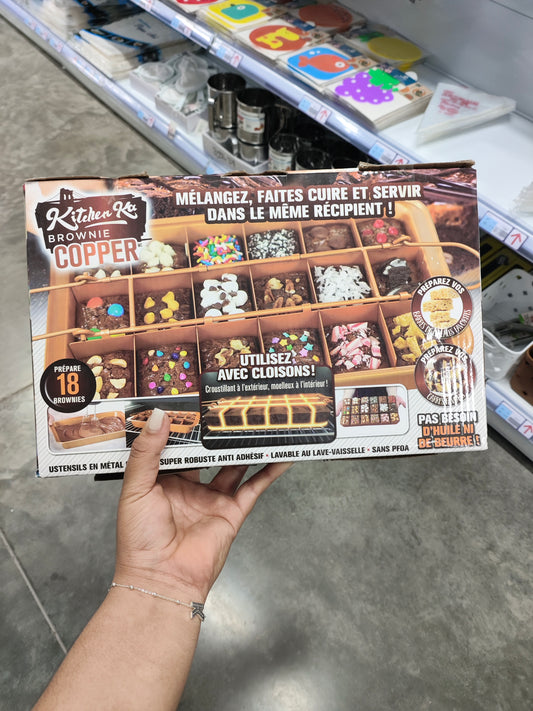 MÉLANGEZ, FAITES CUIRE ET SERVIR
DANS LE MÊME RÉCIPIENT !
Kitchen Ka
BROWNIE
COPPER
PRÉPAREZ VOS
PRÉPARE
18
BROWNIES
UTILISEZ
AVEC CLOISONS !
Croustillant à l'extérieur, moelleux à l'intérieur !
PRÉPAREZ VOS
PAS BESOIN
D'HUILE NI
DE BEURRE !
USTENSILS EN MÉTAL SUPER ROBUSTE ANTI ADHÉSIF • LAVABLE AU LAVE-VAISSELLE • SANS PFOA